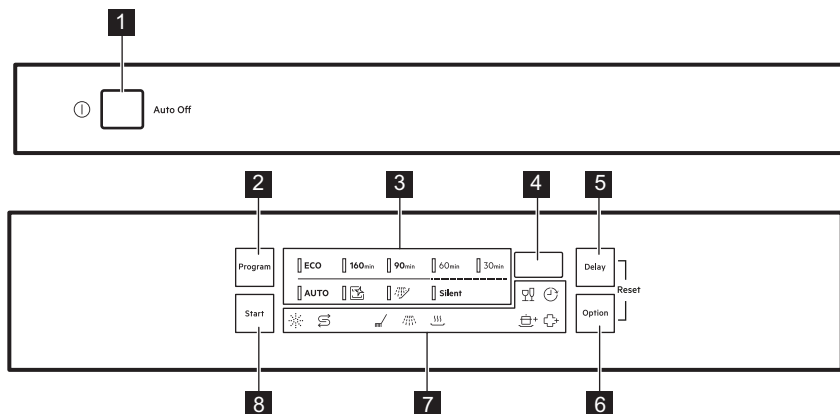 1
Auto Off
2
3
4
5
Program
ECO 160min 90min 60min 30min
Delay
Reset
AUTO Silent
Start
Option
8
7
6